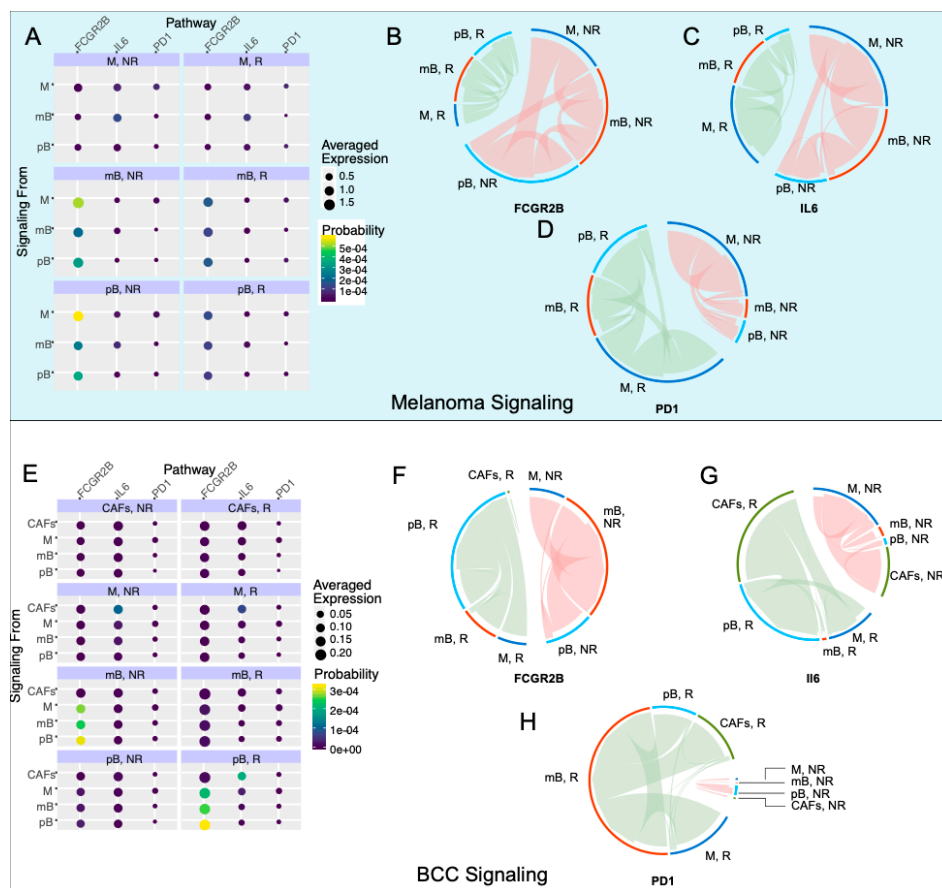 A
Pathway
FCGR2B IL6 PD1 FCGR2B IL6 PD1
M, NR M, R
M
mB
pB
mB, NR mB, R
M
mB
pB
pB, NR pB, R
M
mB
pB
Signaling From
Averaged
Expression
0.5
1.0
1.5
Probability
5e-04
4e-04
3e-04
2e-04
1e-04
B
pB, R
mB, R
M, R
M, NR
mB, NR
pB, NR
FCGR2B
C
pB, R
mB, R
M, R
M, NR
mB, NR
pB, NR
IL6
D
pB, R
mB, R
M, R
M, NR
mB, NR
pB, NR
PD1
Melanoma Signaling
E
Pathway
FCGR2B IL6 PD1 FCGR2B IL6 PD1
CAFs, NR CAFs, R
CAFs
M
mB
pB
M, NR M, R
CAFs
M
mB
pB
mB, NR mB, R
CAFs
M
mB
pB
pB, NR pB, R
CAFs
M
mB
pB
Signaling From
Averaged
Expression
0.05
0.10
0.15
0.20
Probability
3e-04
2e-04
1e-04
0e+00
F
CAFs, R
pB, R
mB, R
M, R
M, NR
mB,
NR
pB, NR
FCGR2B
G
CAFs, R
pB, R
mB, R
M, R
M, NR
mB, NR
pB, NR
CAFs, NR
Il6
H
pB, R
CAFs, R
mB, R
M, R
M, NR
mB, NR
pB, NR
CAFs, NR
PD1
BCC Signaling